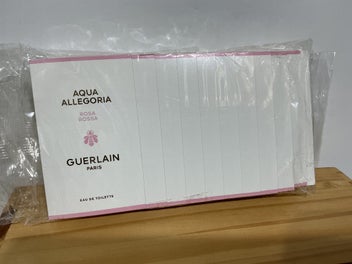 AQUA
ALLEGORIA
ROSA
ROSSA
GUERLAIN
PARIS
EAU DE TOILETTE